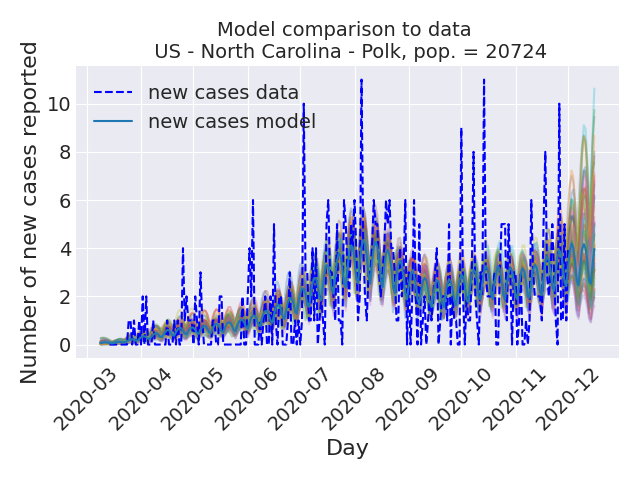 Model comparison to data
US - North Carolina - Polk, pop. = 20724
new cases data
new cases model
Number of new cases reported
10
8
6
4
2
0
2020-03
2020-04
2020-05
2020-06
2020-07
2020-08
2020-09
2020-10
2020-11
2020-12
Day